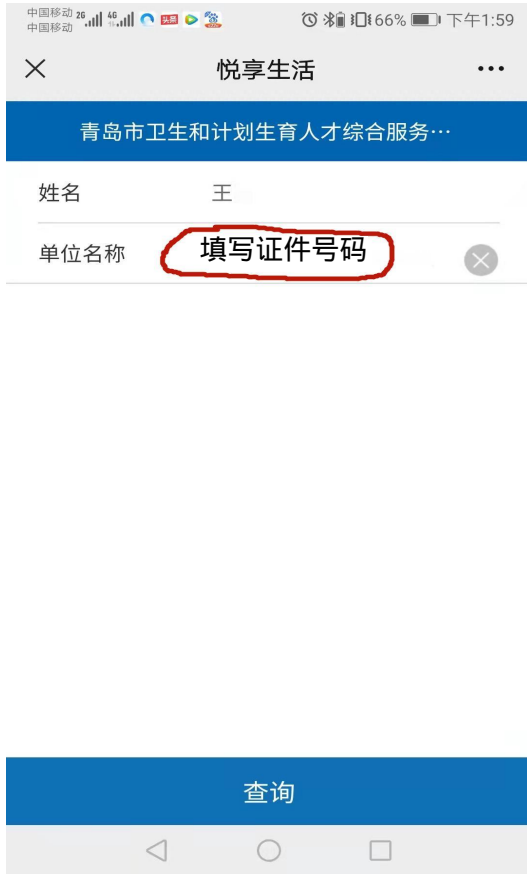 中国移动 2G 4G 头条 66% 下午1:59
中国移动
悦享生活
青岛市卫生和计划生育人才综合服务…
姓名 王
单位名称 填写证件号码
查询